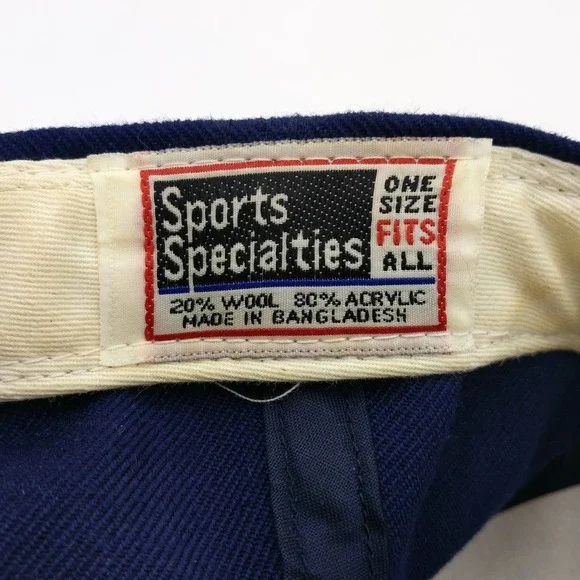 Sports
Specialties
ONE
SIZE
FITS
ALL
20% WOOL 80% ACRYLIC
MADE IN BANGLADESH